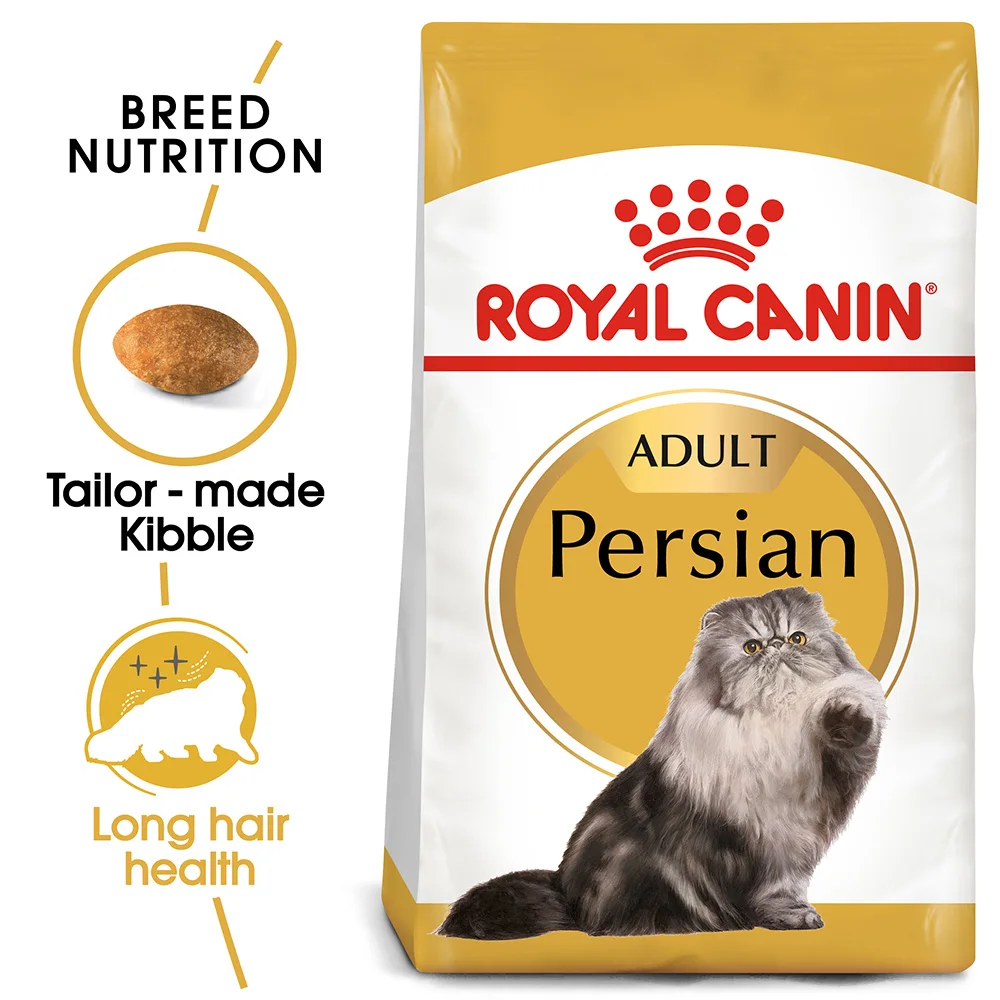 BREED
NUTRITION
Tailor - made
Kibble
Long hair
health
ROYAL CANIN®
ADULT
Persian